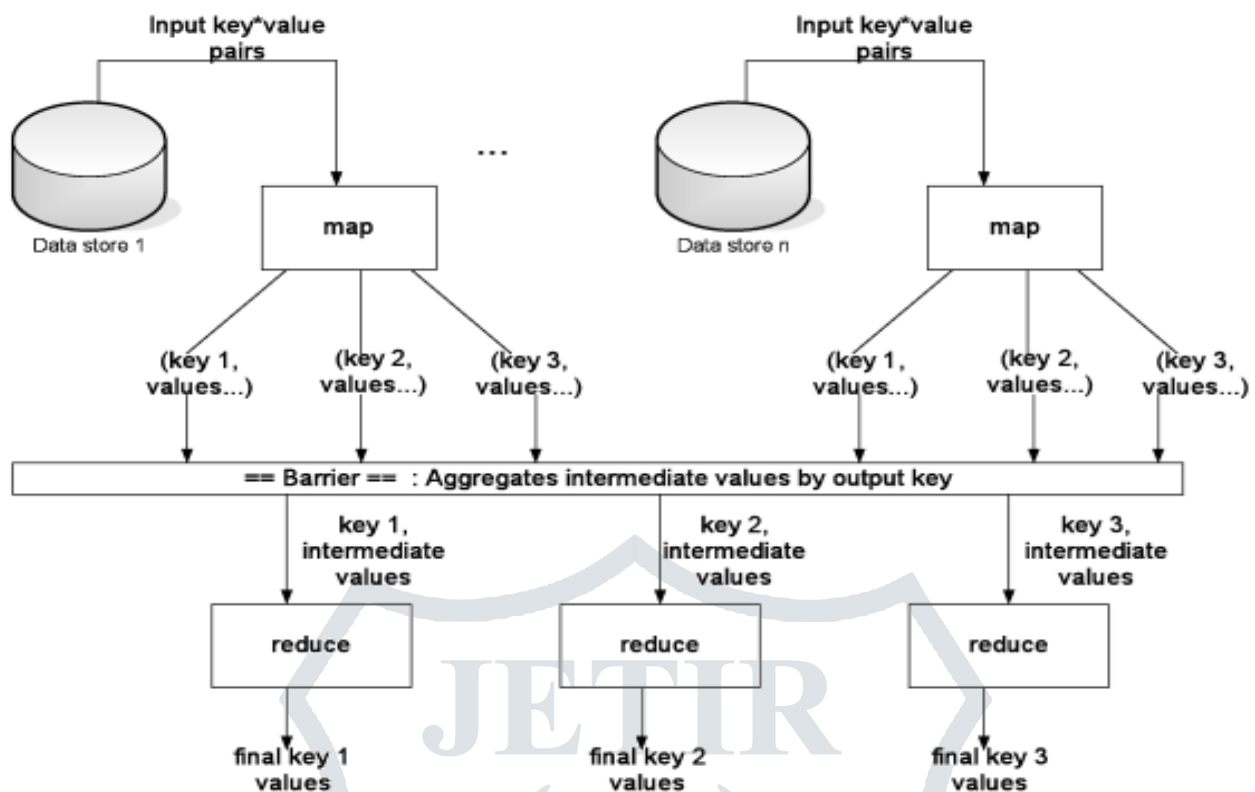 Input key*value
pairs
Input key*value
pairs
...
map
map
Data store 1
Data store n
(key 1,
values...)
(key 2,
values...)
(key 3,
values...)
(key 1,
values...)
(key 2,
values...)
(key 3,
values...)
== Barrier == : Aggregates intermediate values by output key
key 1,
intermediate
values
key 2,
intermediate
values
key 3,
intermediate
values
reduce
reduce
reduce
JETIR
final key 1
values
final key 2
values
final key 3
values